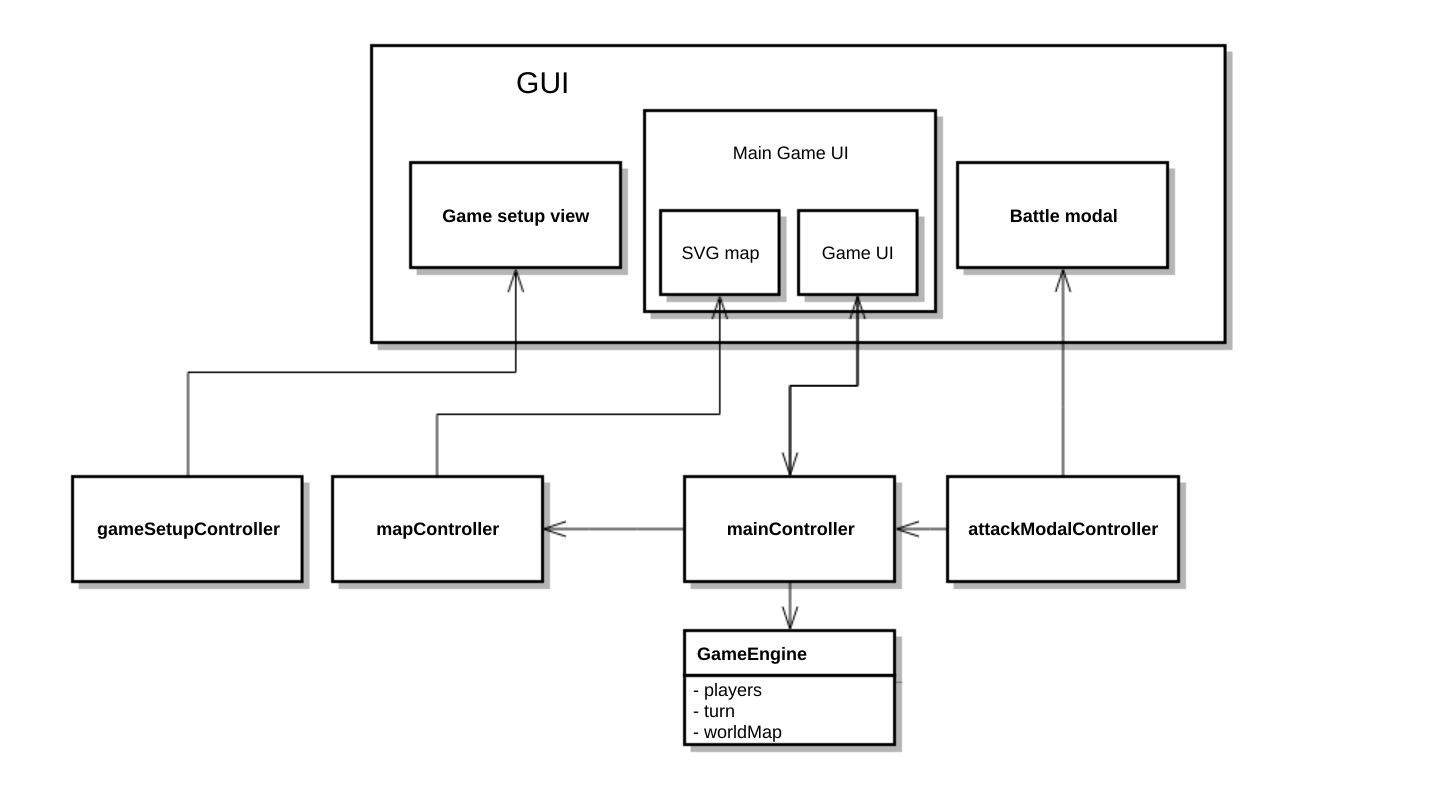 GUI
Main Game UI
Game setup view
Battle modal
SVG map
Game UI
gameSetupController
mapController
mainController
attackModalController
GameEngine
- players
- turn
- worldMap